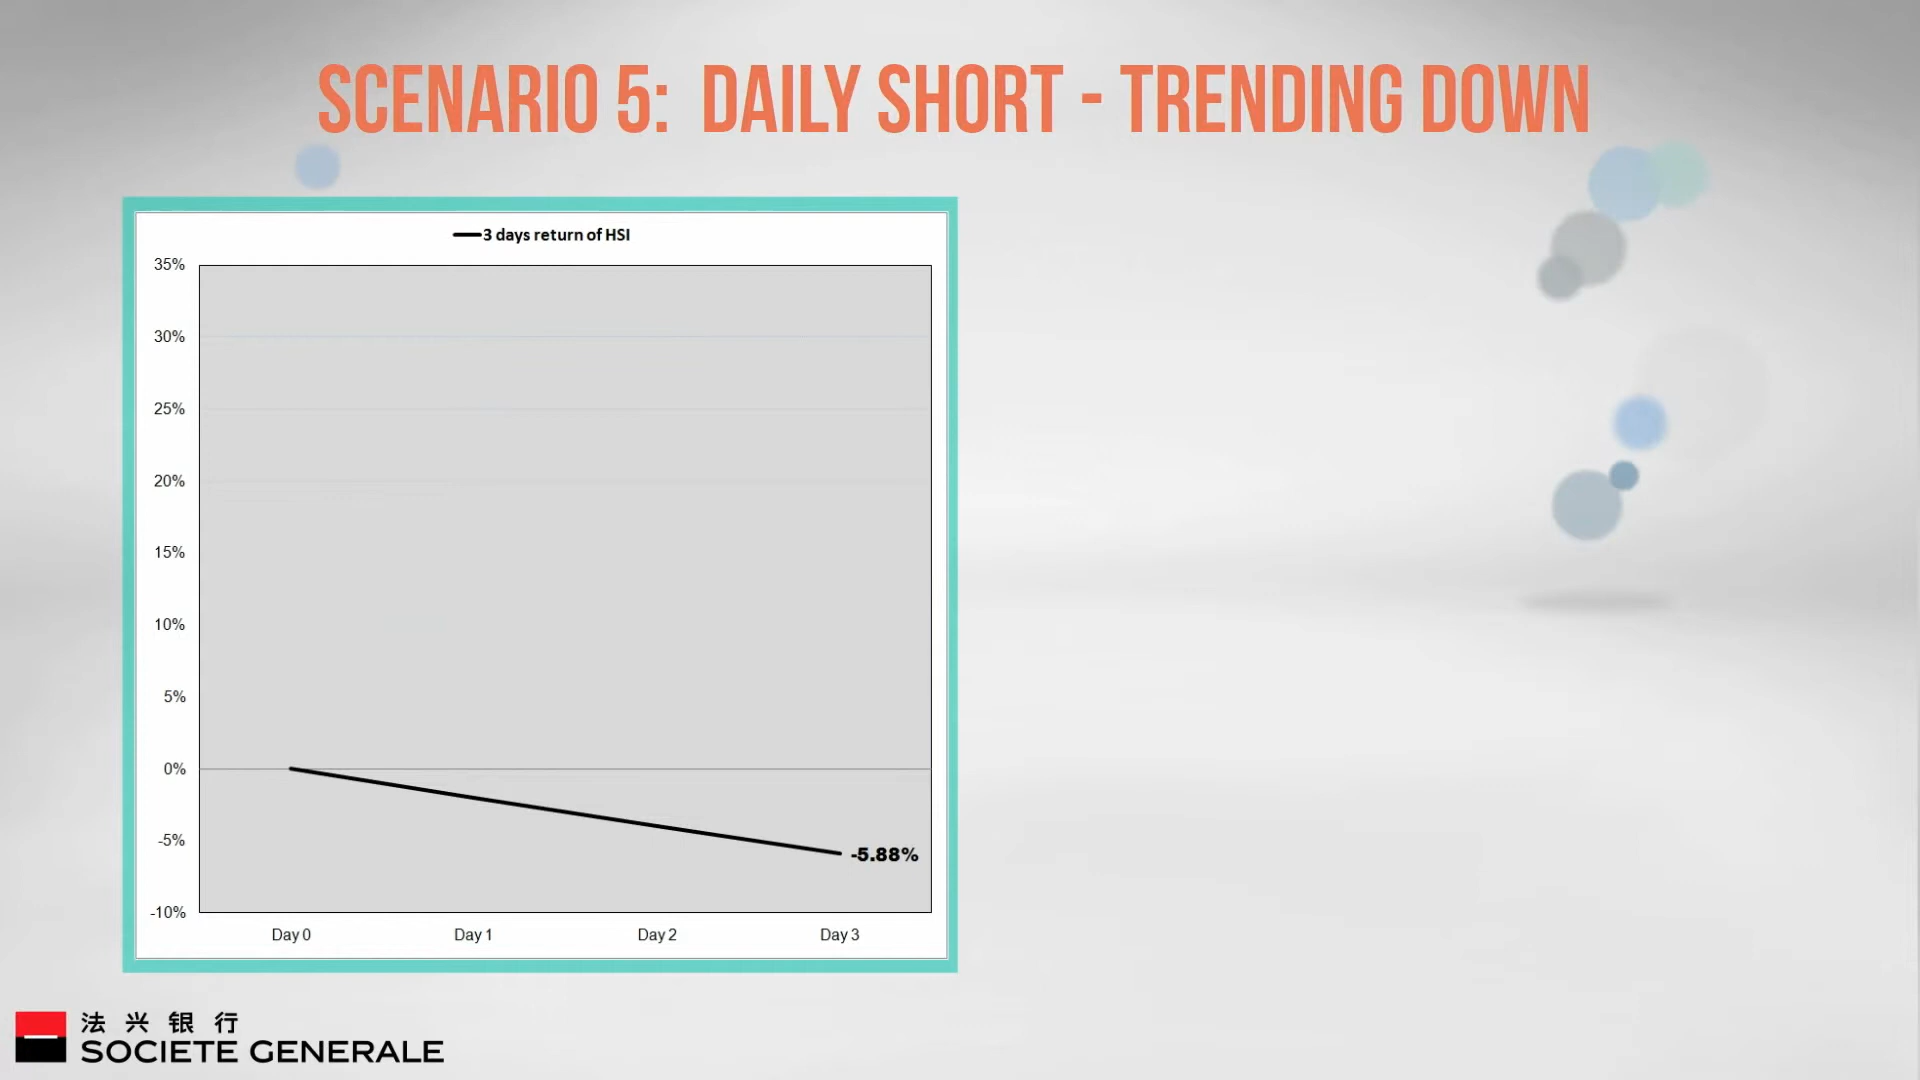 SCENARIO 5: DAILY SHORT - TRENDING DOWN
3 days return of HSI
35%
30%
25%
20%
15%
10%
5%
0%
-5%
-10%
-5.88%
Day 0
Day 1
Day 2
Day 3
法兴银行
SOCIETE GENERALE